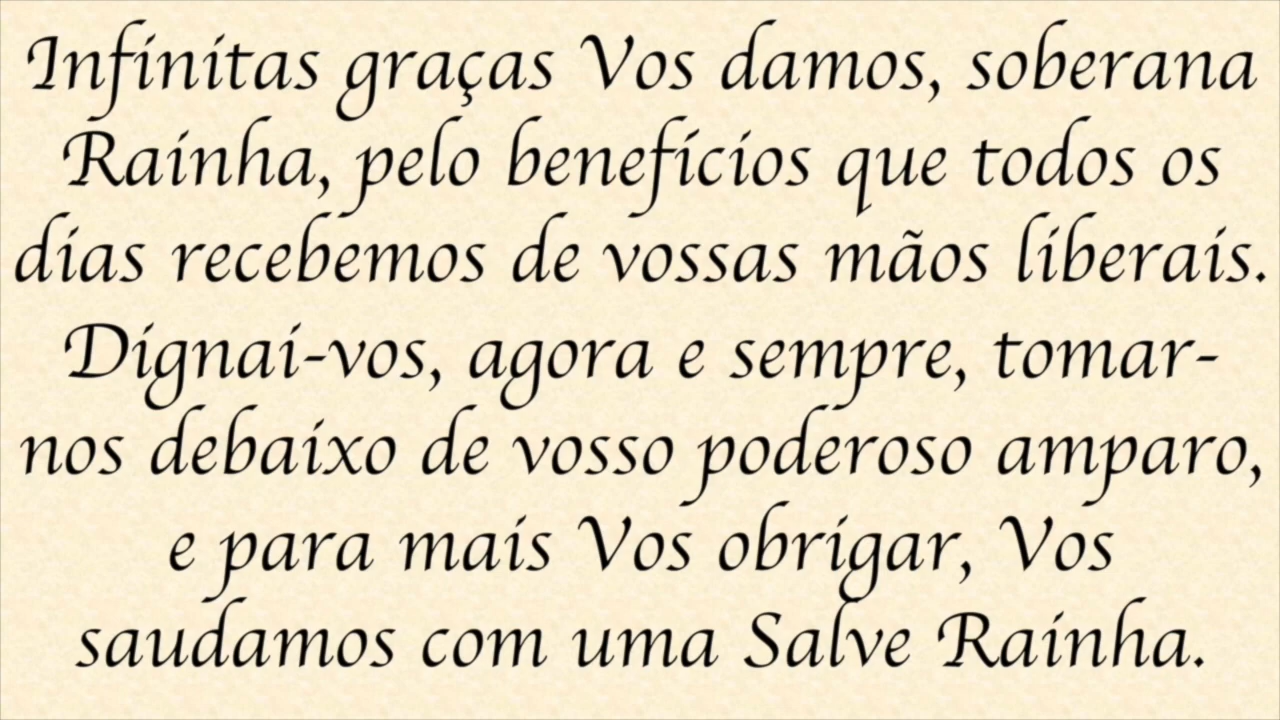 Infinitas graças Vos damos, soberana
Rainha, pelo benefícios que todos os
dias recebemos de vossas mãos liberais.
Dignai-vos, agora e sempre, tomar-
nos debaixo de vosso poderoso amparo,
e para mais Vos obrigar, Vos
saudamos com uma Salve Rainha.